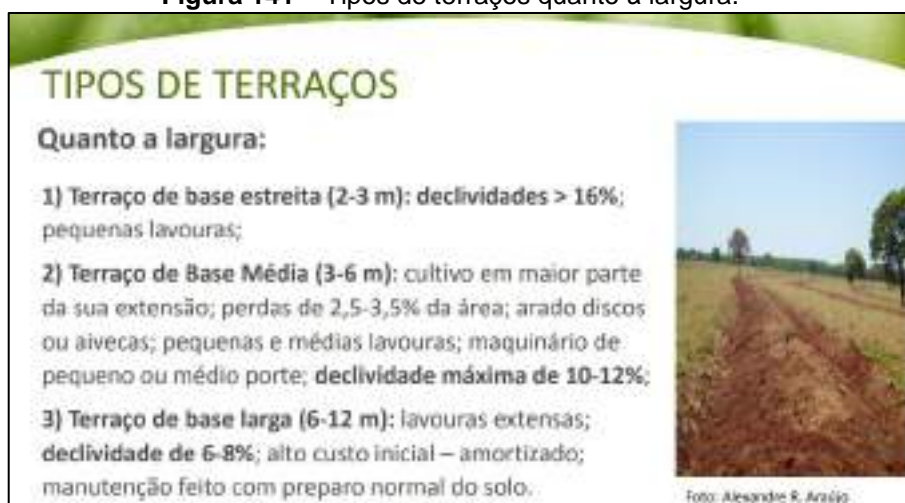 Figura 141 – Tipos de terraços quanto a largura.
TIPOS DE TERRAÇOS
Quanto a largura:
1) Terraço de base estreita (2-3 m): declividades > 16%;
pequenas lavouras;
2) Terraço de Base Média (3-6 m): cultivo em maior parte
da sua extensão; perdas de 2,5-3,5% da área; arado discos
ou aivecas; pequenas e médias lavouras; maquinário de
pequeno ou médio porte; declividade máxima de 10-12%;
3) Terraço de base larga (6-12 m): lavouras extensas;
declividade de 6-8%; alto custo inicial – amortizado;
manutenção feito com preparo normal do solo.
Foto: Alexandre R. Araújo